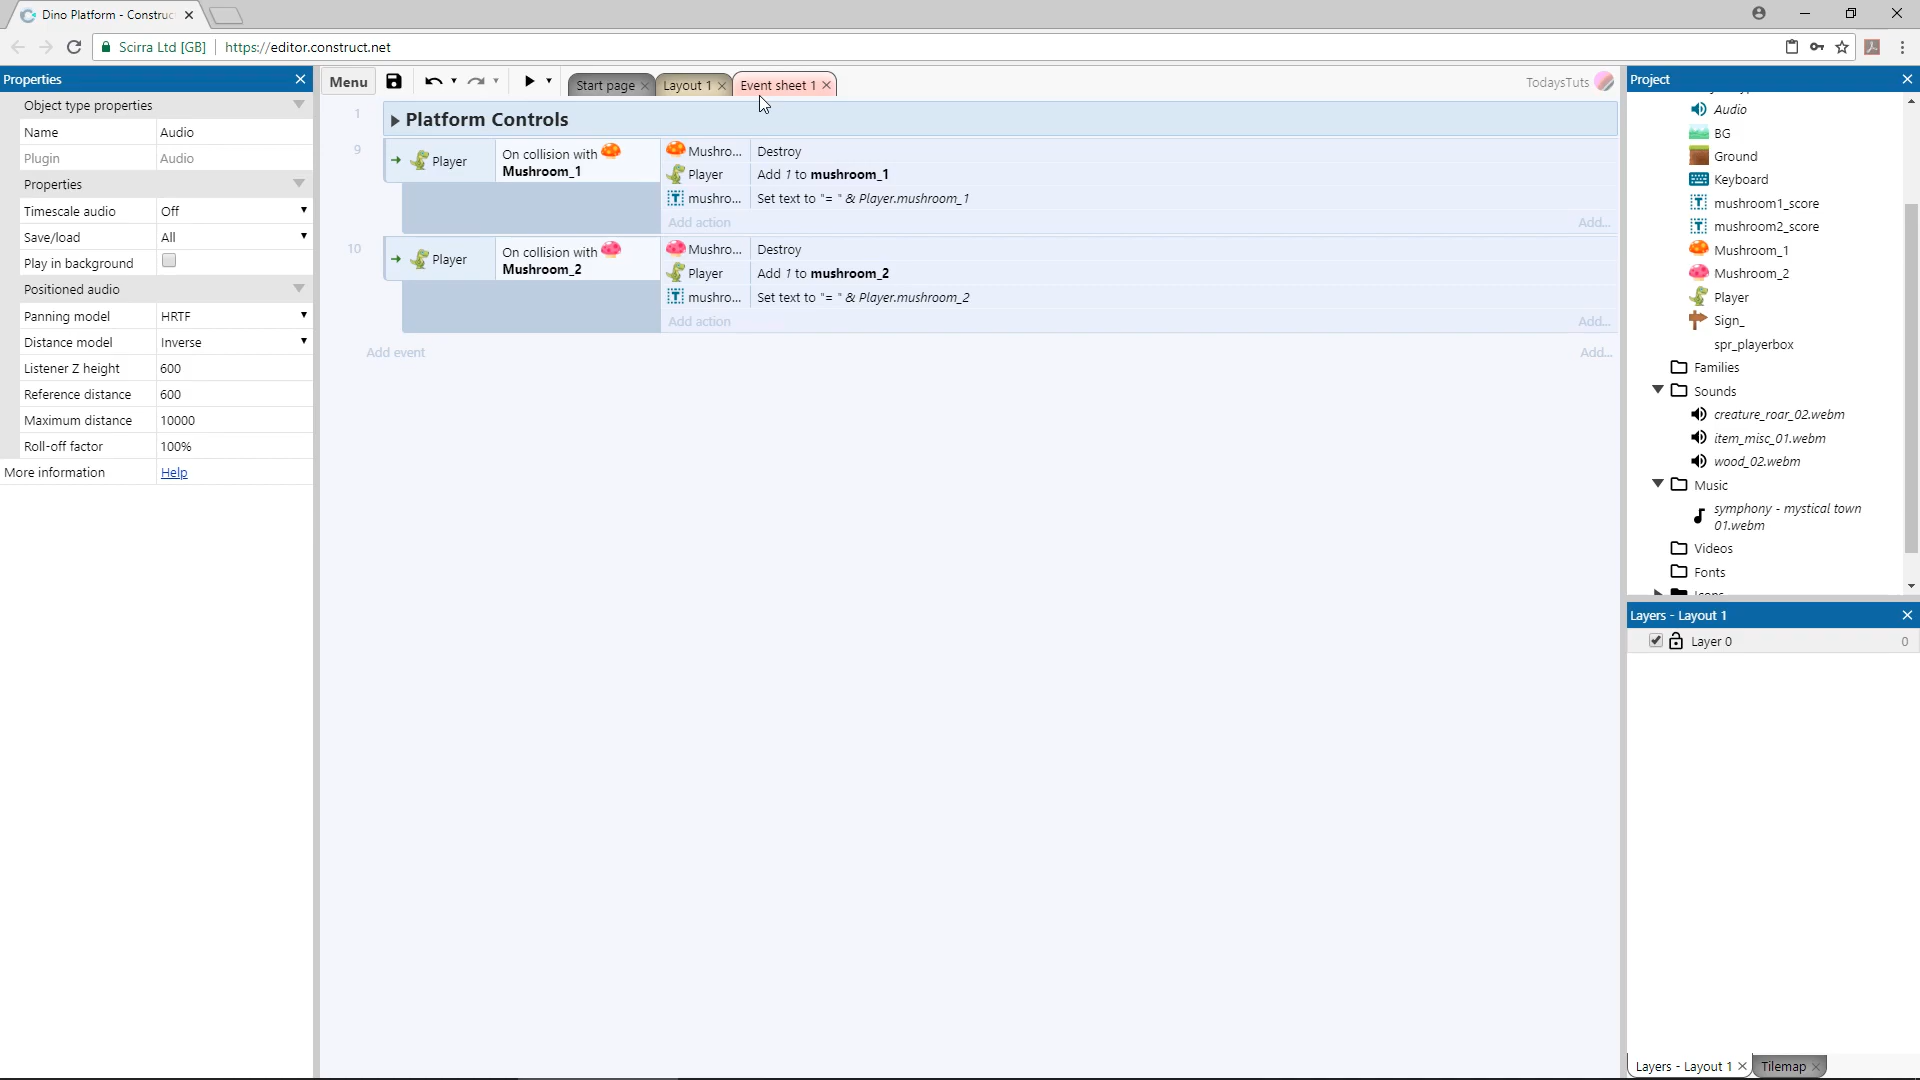 Dino Platform - Construc
Scirra Ltd [GB]
https://editor.construct.net
Properties
Object type properties
Name Audio
Plugin Audio
Properties
Timescale audio Off
Save/load All
Play in background
Positioned audio
Panning model HRTF
Distance model Inverse
Listener Z height 600
Reference distance 600
Maximum distance 10000
Roll-off factor 100%
More information Help
Menu
Start page
Layout 1
Event sheet 1
TodaysTuts
1 Platform Controls
9 Player On collision with Mushroom_1
Mushro... Destroy
Player Add 1 to mushroom_1
mushro... Set text to "= " & Player.mushroom_1
Add action Add...
10 Player On collision with Mushroom_2
Mushro... Destroy
Player Add 1 to mushroom_2
mushro... Set text to "= " & Player.mushroom_2
Add action Add...
Add event Add...
Project
Audio
BG
Ground
Keyboard
mushroom1_score
mushroom2_score
Mushroom_1
Mushroom_2
Player
Sign_
spr_playerbox
Families
Sounds
creature_roar_02.webm
item_misc_01.webm
wood_02.webm
Music
symphony - mystical town
01.webm
Videos
Fonts
Layers - Layout 1
Layer 0 0
Layers - Layout 1
Tilemap